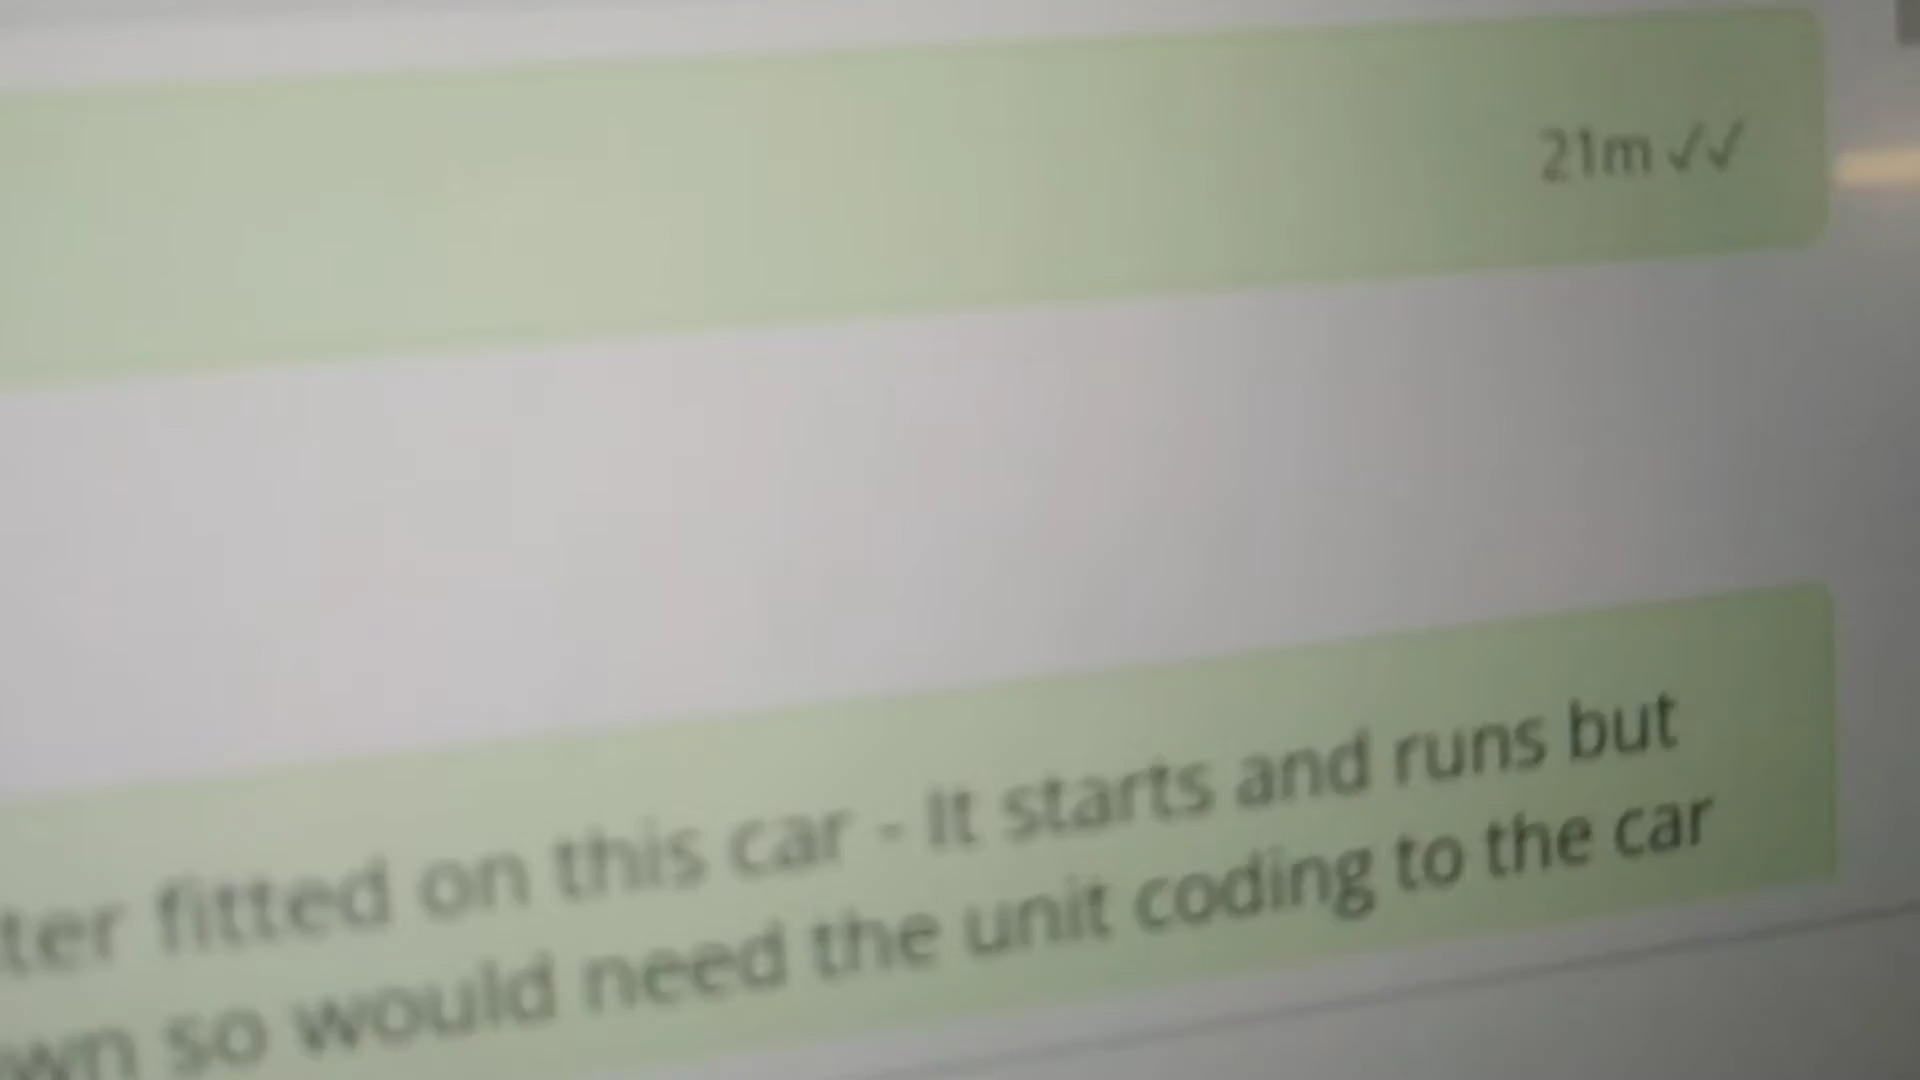 21m ✓✓
ter fitted on this car - It starts and runs but
wn so would need the unit coding to the car